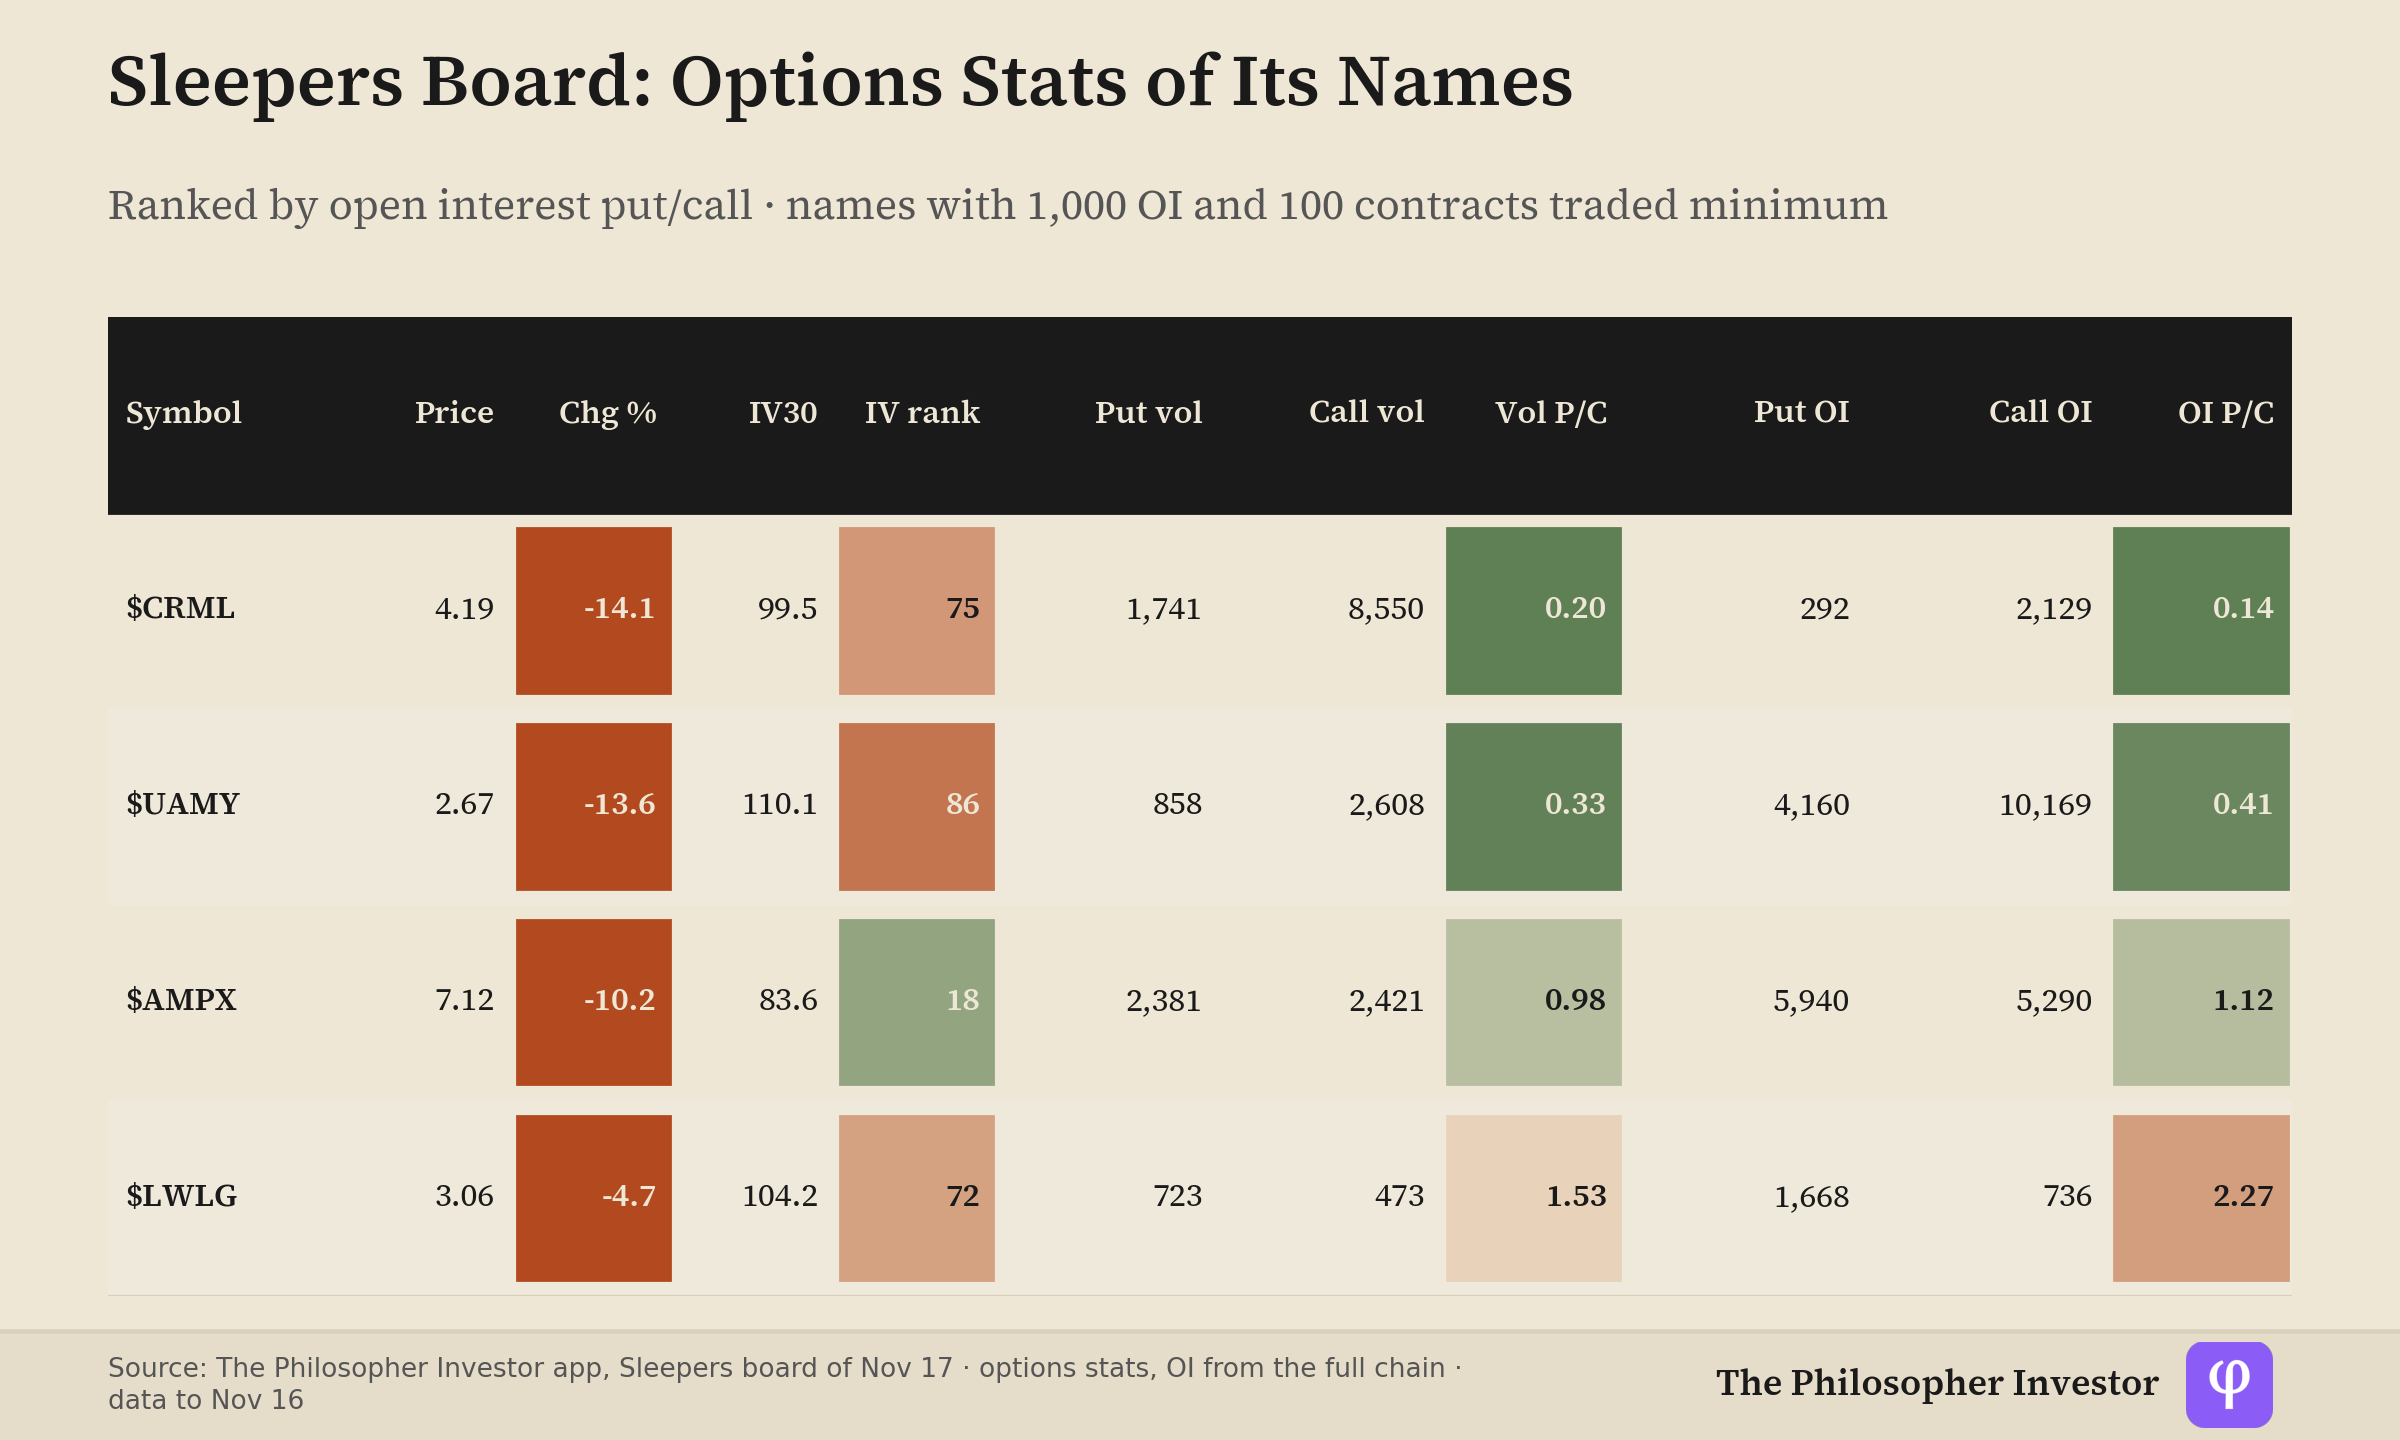 Sleepers Board: Options Stats of Its Names
Ranked by open interest put/call · names with 1,000 OI and 100 contracts traded minimum
Symbol Price Chg % IV30 IV rank Put vol Call vol Vol P/C Put OI Call OI OI P/C
$CRML 4.19 -14.1 99.5 75 1,741 8,550 0.20 292 2,129 0.14
$UAMY 2.67 -13.6 110.1 86 858 2,608 0.33 4,160 10,169 0.41
$AMPX 7.12 -10.2 83.6 18 2,381 2,421 0.98 5,940 5,290 1.12
$LWLG 3.06 -4.7 104.2 72 723 473 1.53 1,668 736 2.27
Source: The Philosopher Investor app, Sleepers board of Nov 17 · options stats, OI from the full chain ·
data to Nov 16
The Philosopher Investor φ